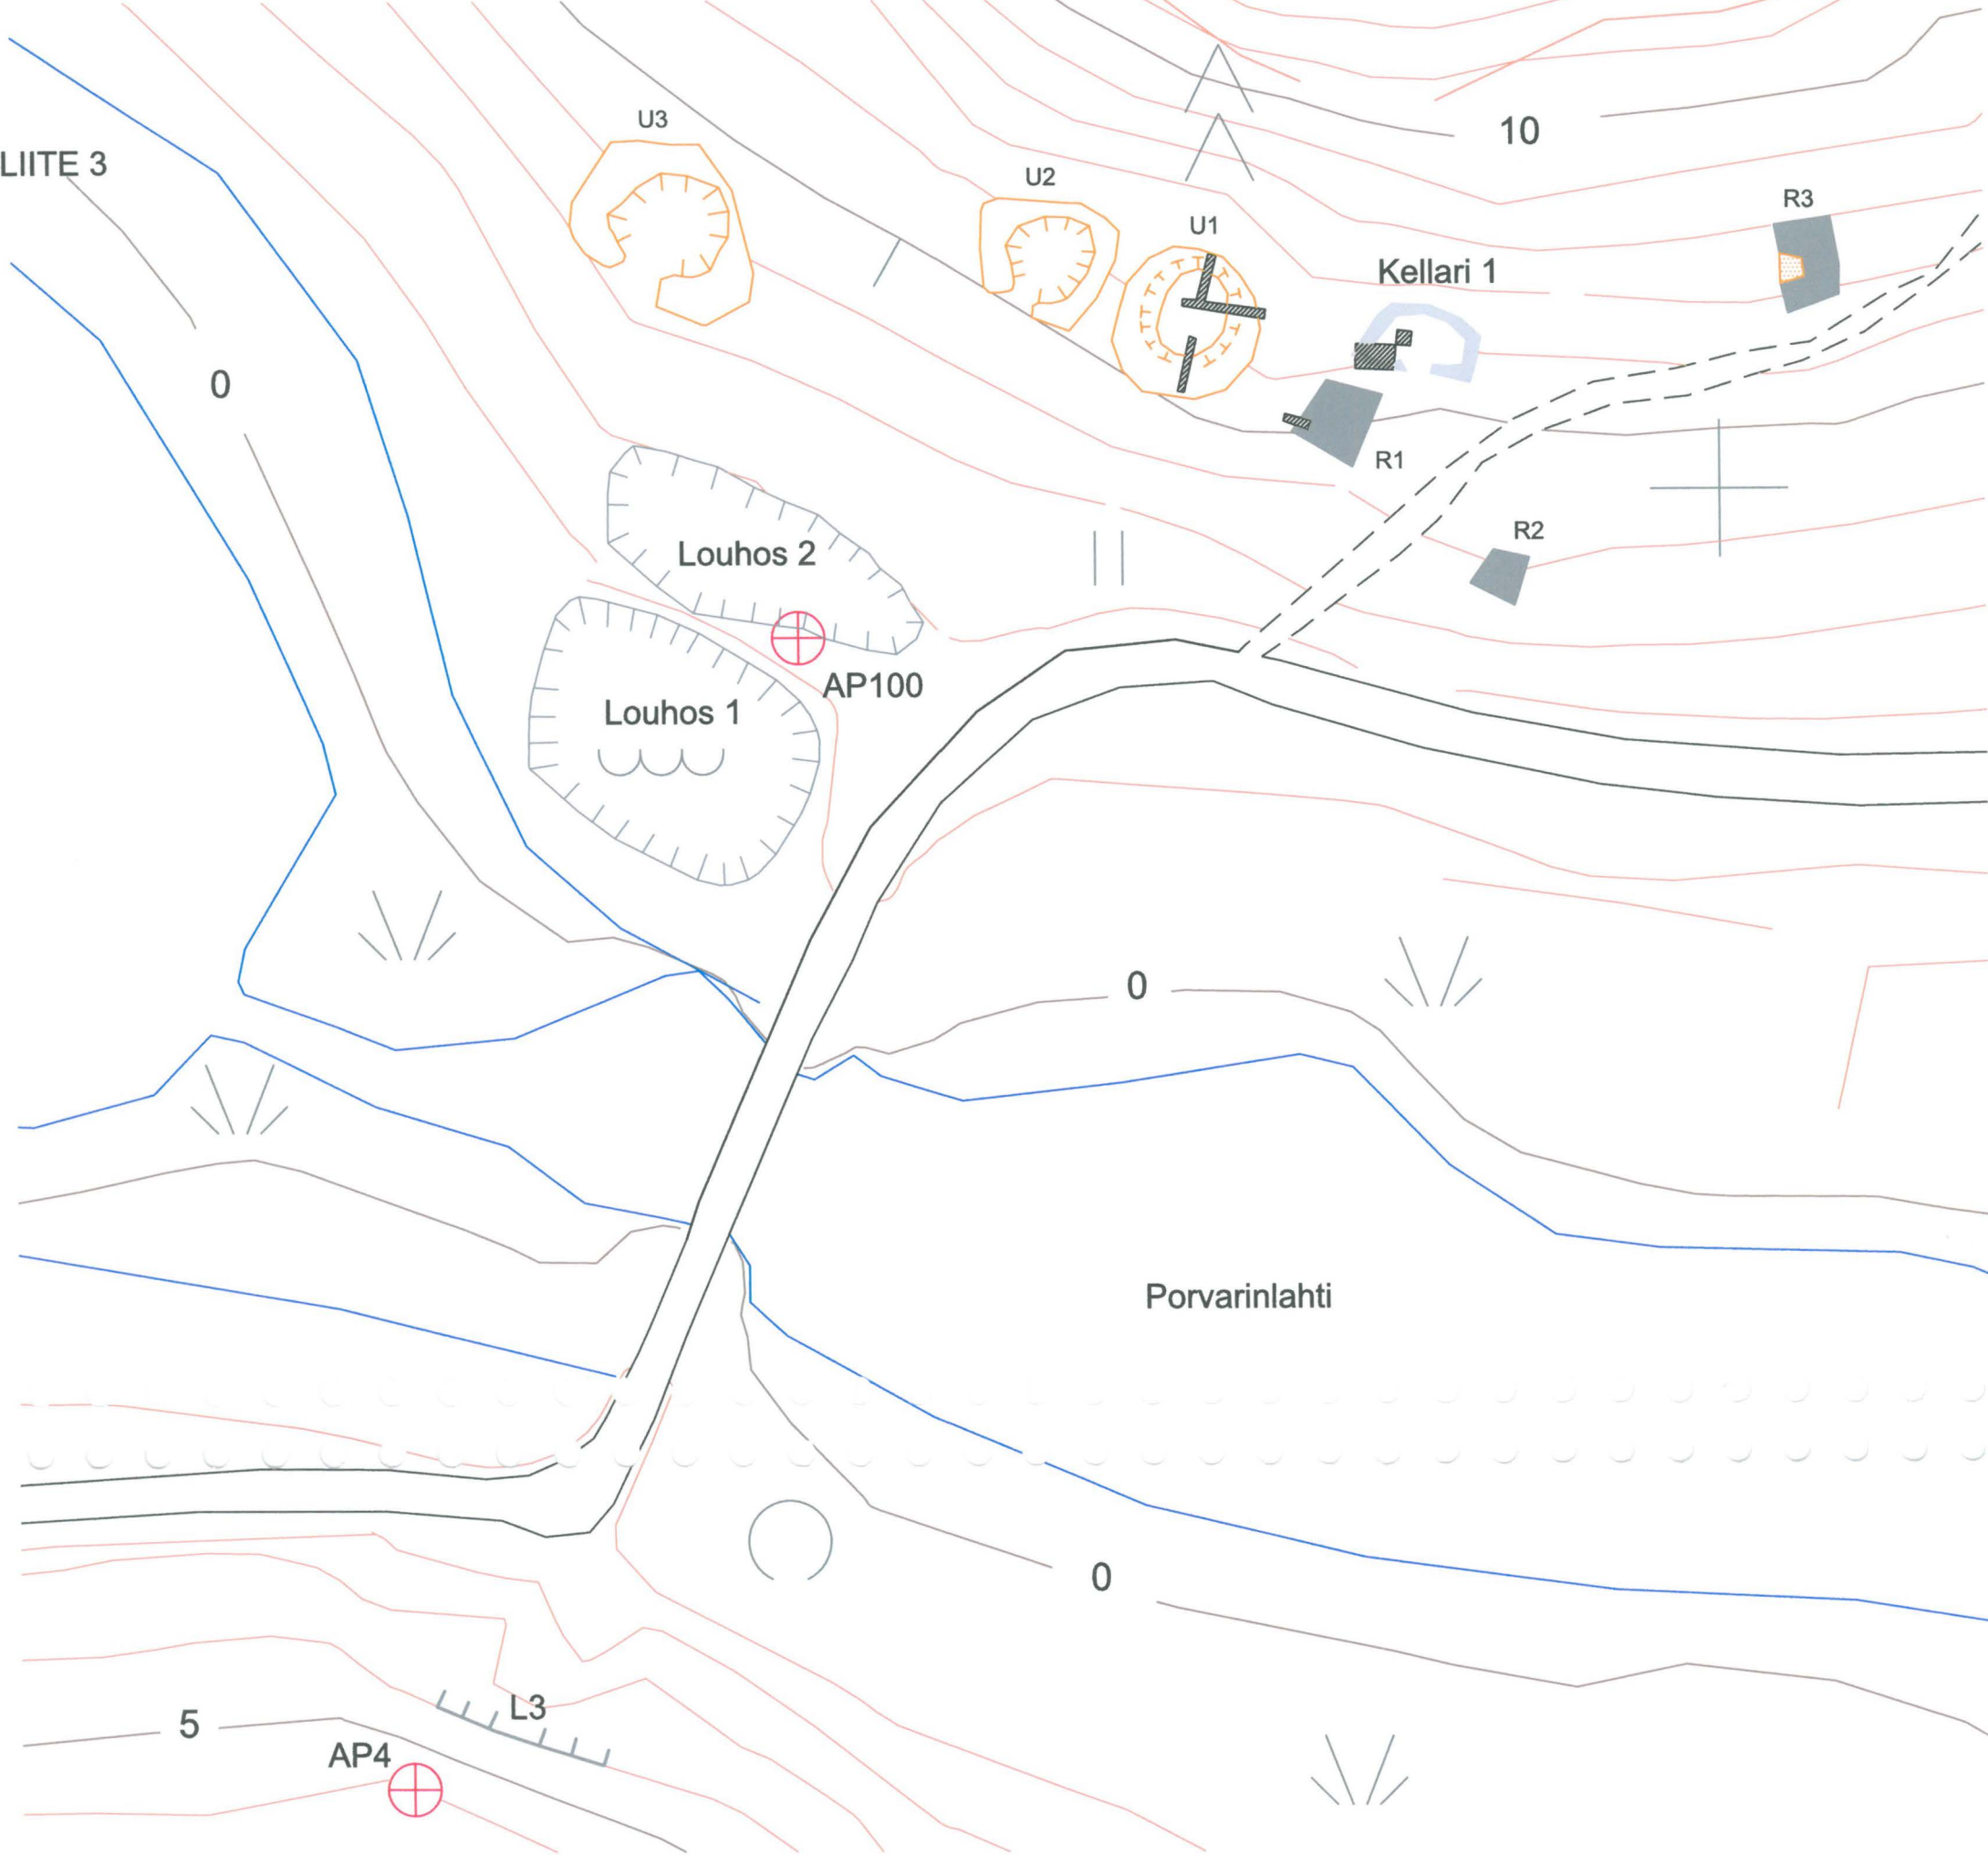 U3
10
LIITE 3
U2
R3
U1
Kellari 1
0
R1
R2
Louhos 2
AP100
Louhos 1
0
Porvarinlahti
0
L3
5
AP4